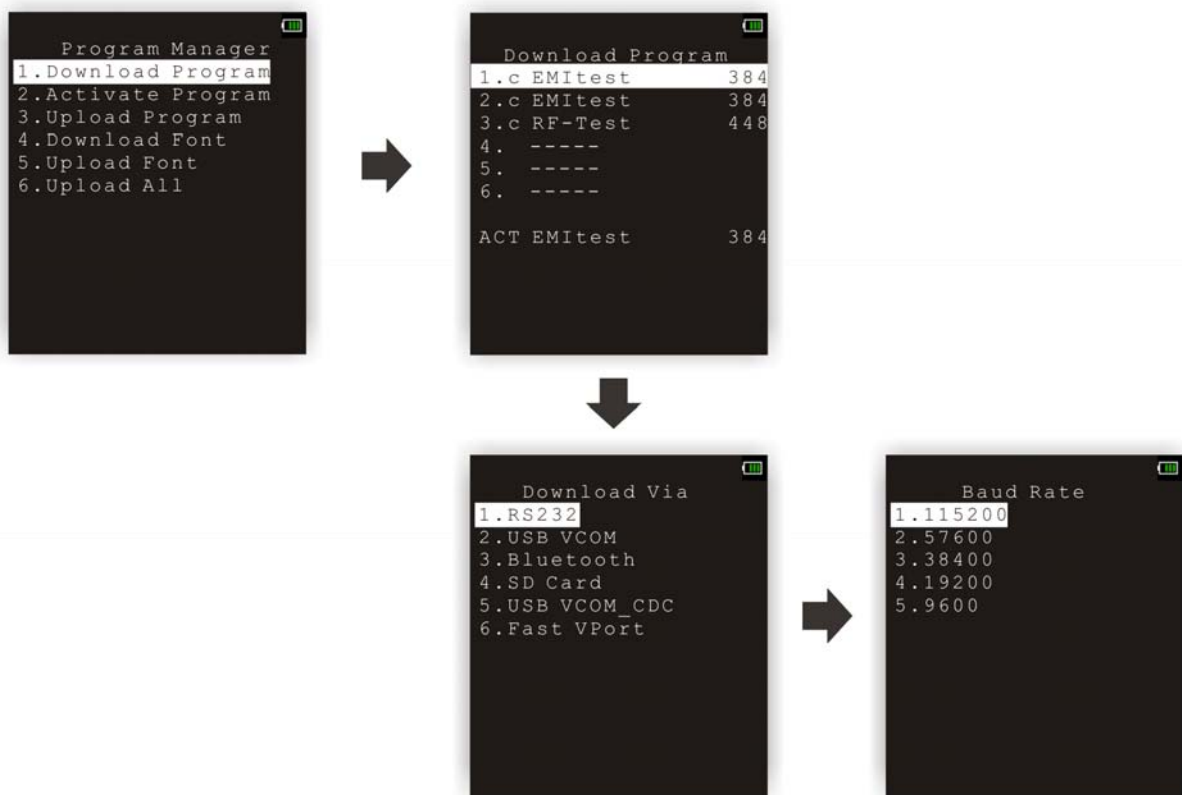 Program Manager
1.Download Program
2.Activate Program
3.Upload Program
4.Download Font
5.Upload Font
6.Upload All
Download Program
1.c EMItest 384
2.c EMItest 384
3.c RF-Test 448
4. -----
5. -----
6. -----
ACT EMItest 384
Download Via
1.RS232
2.USB VCOM
3.Bluetooth
4.SD Card
5.USB VCOM_CDC
6.Fast VPort
Baud Rate
1.115200
2.57600
3.38400
4.19200
5.9600